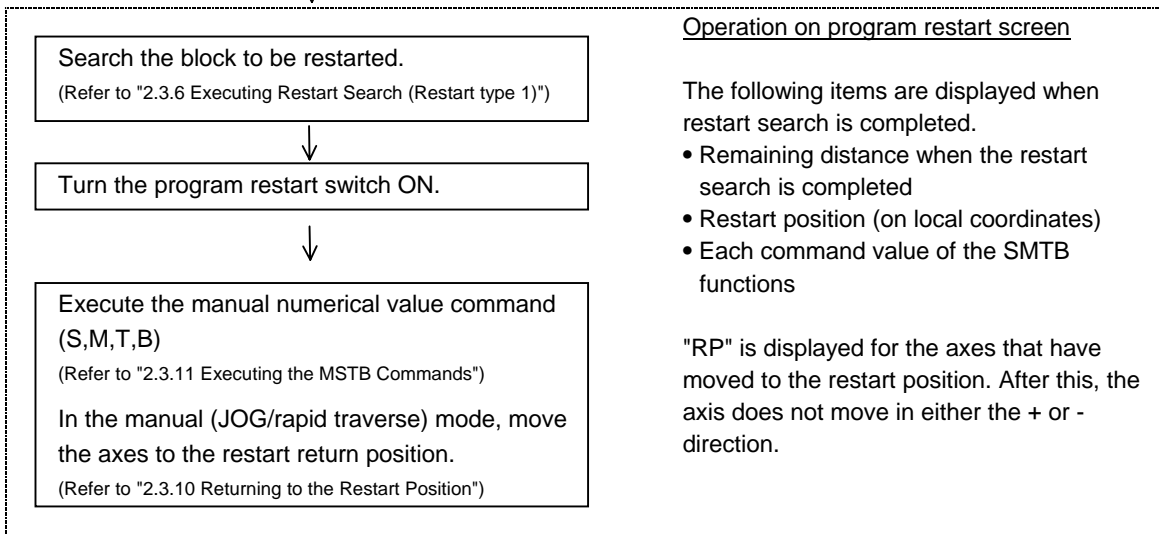 Search the block to be restarted.
(Refer to "2.3.6 Executing Restart Search (Restart type 1)")
Turn the program restart switch ON.
Execute the manual numerical value command
(S,M,T,B)
(Refer to "2.3.11 Executing the MSTB Commands")
In the manual (JOG/rapid traverse) mode, move
the axes to the restart return position.
(Refer to "2.3.10 Returning to the Restart Position")
Operation on program restart screen
The following items are displayed when
restart search is completed.
• Remaining distance when the restart
search is completed
• Restart position (on local coordinates)
• Each command value of the SMTB
functions
"RP" is displayed for the axes that have
moved to the restart position. After this, the
axis does not move in either the + or -
direction.